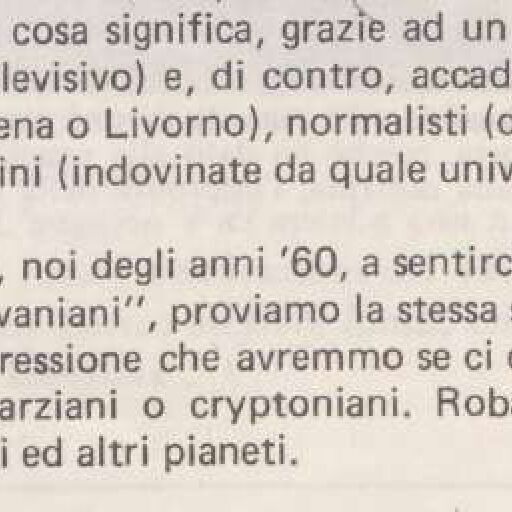 cosa significa, grazie ad un
levisivo) e, di contro, accad
ena o Livorno), normalisti (
ini (indovinate da quale univ
, noi degli anni '60, a sentirc
vaniani", proviamo la stessa
ressione che avremmo se ci
arziani o cryptoniani. Roba
i ed altri pianeti.